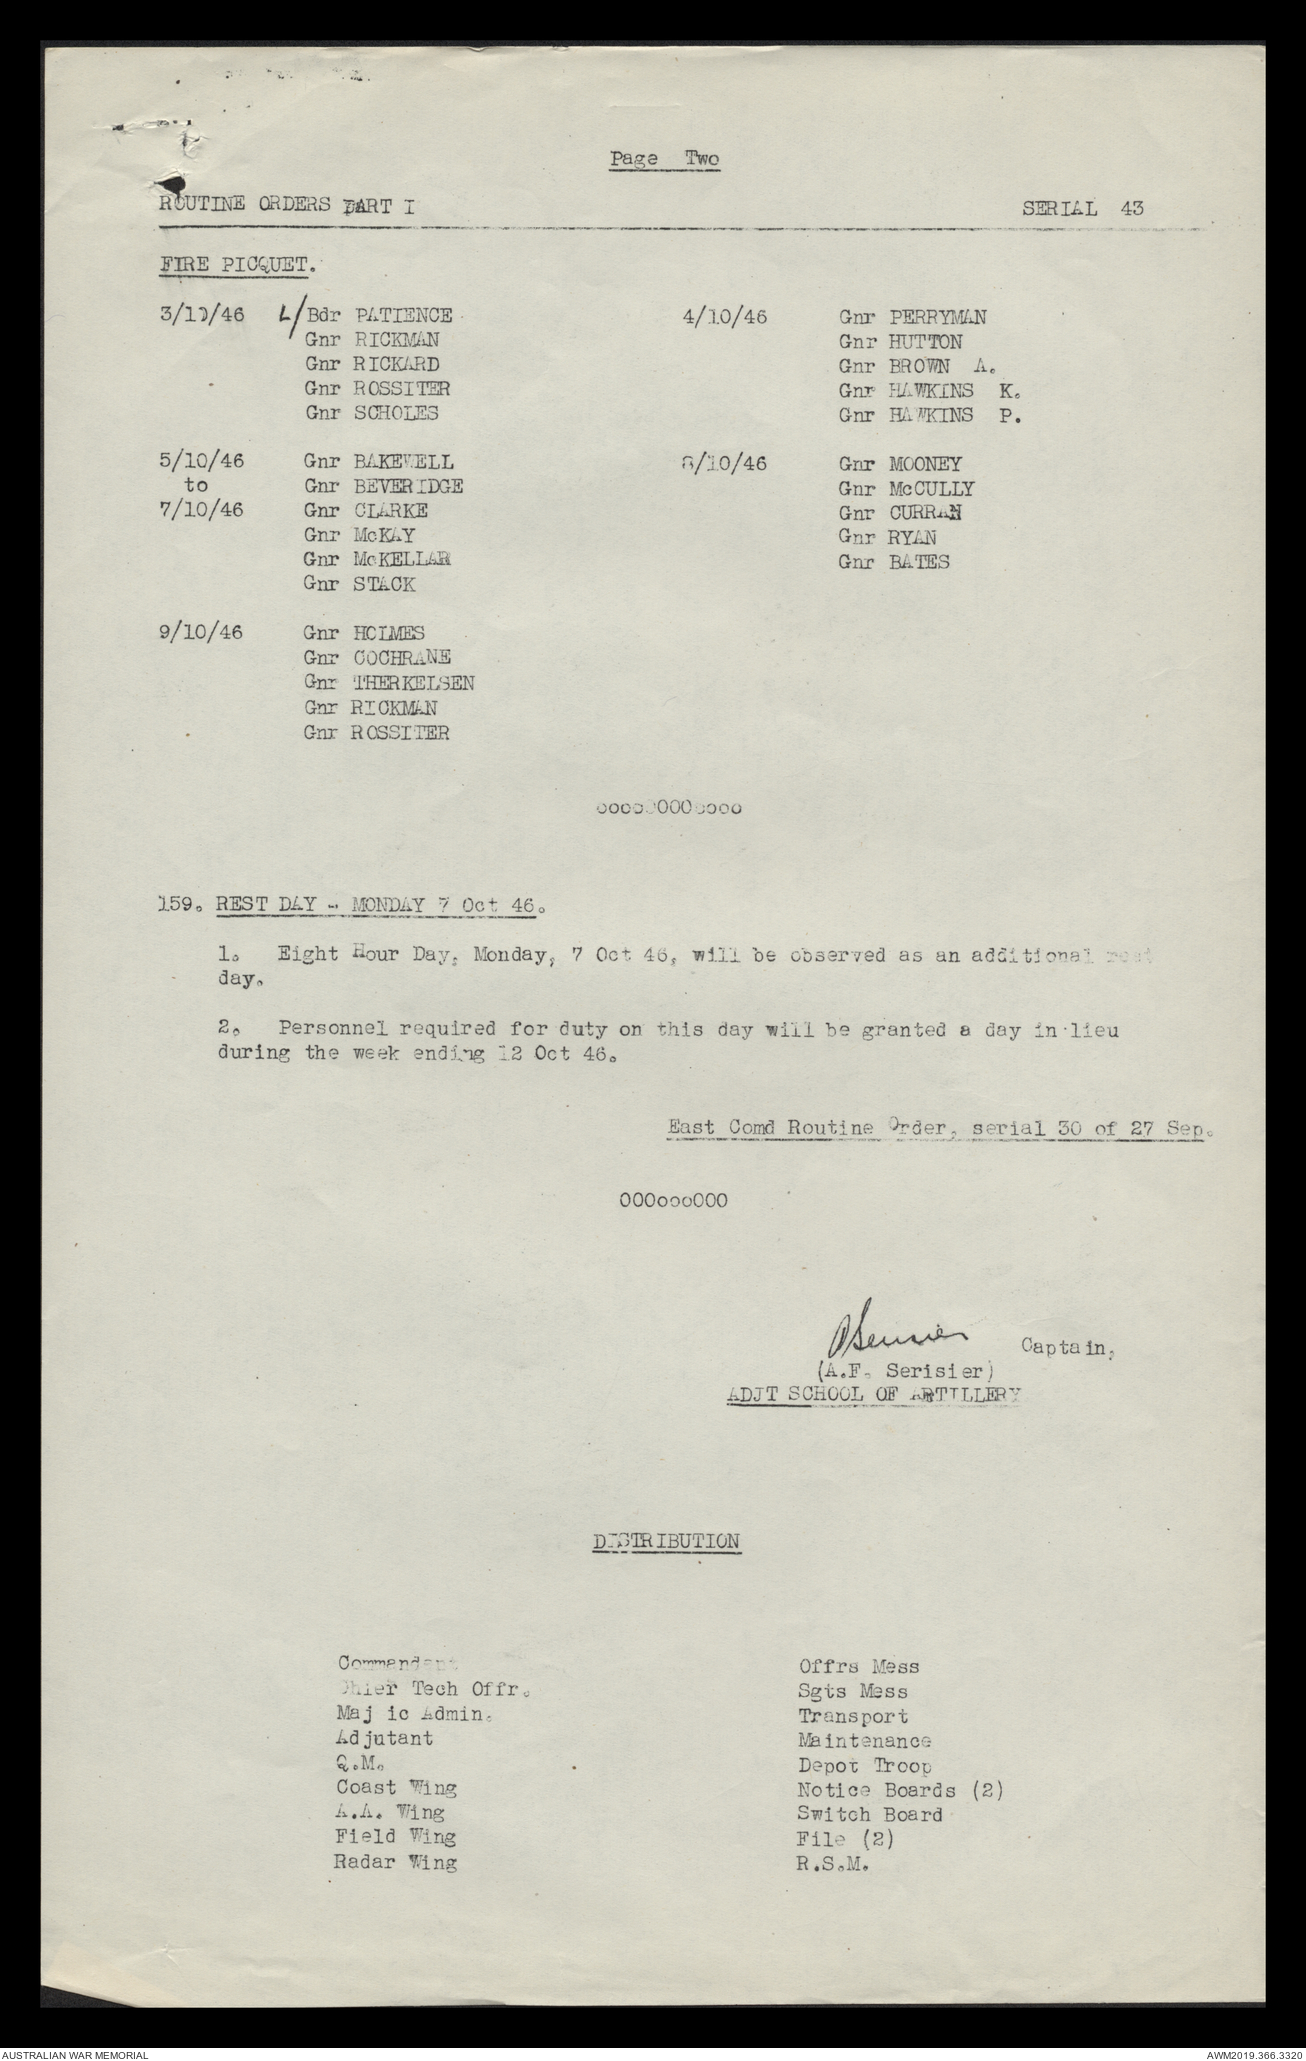 Page Two
ROUTINE ORDERS PART I SERIAL 43
FIRE PICQUET.
3/10/46 L/Bdr PATIENCE 4/10/46 Gnr PERRYMAN
Gnr RICKMAN Gnr HUTTON
Gnr RICKARD Gnr BROWN A.
Gnr ROSSITER Gnr HAWKINS K.
Gnr SCHOLES Gnr HAWKINS P.
5/10/46 Gnr BAKEWELL 8/10/46 Gnr MOONEY
to Gnr BEVERIDGE Gnr McCULLY
7/10/46 Gnr CLARKE Gnr CURRAN
Gnr McKAY Gnr RYAN
Gnr McKELLAR Gnr BATES
Gnr STACK
9/10/46 Gnr HOLMES
Gnr COCHRANE
Gnr THERKELSEN
Gnr RICKMAN
Gnr ROSSITER
oooooOOOooooo
159. REST DAY - MONDAY 7 Oct 46.
1. Eight Hour Day, Monday, 7 Oct 46, will be observed as an additional rest
day.
2. Personnel required for duty on this day will be granted a day in lieu
during the week ending 12 Oct 46.
East Comd Routine Order, serial 30 of 27 Sep.
OOOoooOOO
ASerisier Captain,
(A.F. Serisier)
ADJT SCHOOL OF ARTILLERY
DISTRIBUTION
Commandant Offrs Mess
Chief Tech Offr. Sgts Mess
Maj ic Admin. Transport
Adjutant Maintenance
Q.M. Depot Troop
Coast Wing Notice Boards (2)
A.A. Wing Switch Board
Field Wing File (2)
Radar Wing R.S.M.
AUSTRALIAN WAR MEMORIAL AWM2019.366.3320